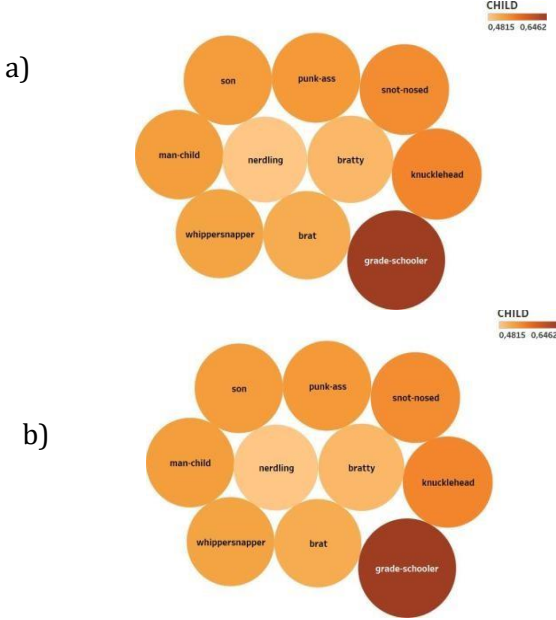 CHILD
0,4815 0,6462
a)
son
punk-ass
snot-nosed
man-child
nerdling
bratty
knucklehead
whippersnapper
brat
grade-schooler
CHILD
0,4815 0,6462
b)
son
punk-ass
snot-nosed
man-child
nerdling
bratty
knucklehead
whippersnapper
brat
grade-schooler